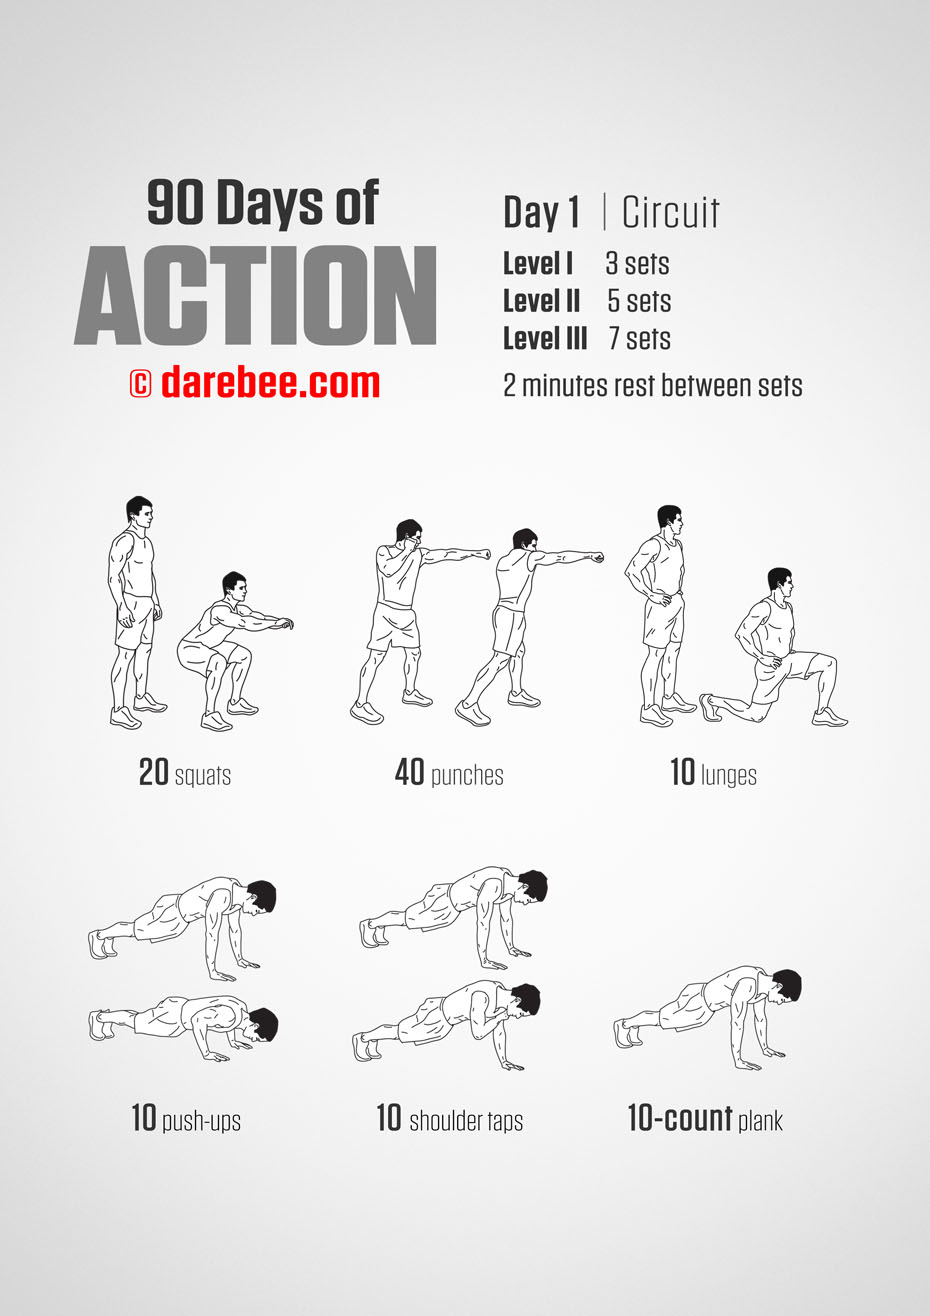 90 Days of
ACTION
© darebee.com
Day 1 | Circuit
Level I 3 sets
Level II 5 sets
Level III 7 sets
2 minutes rest between sets
20 squats
40 punches
10 lunges
10 push-ups
10 shoulder taps
10-count plank